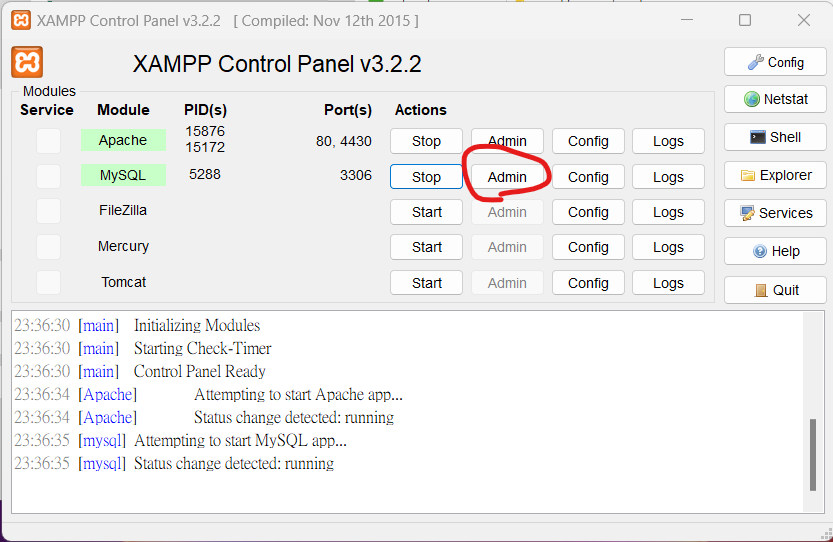 XAMPP Control Panel v3.2.2 [ Compiled: Nov 12th 2015 ]
XAMPP Control Panel v3.2.2
Config
Modules
Service Module PID(s) Port(s) Actions
Netstat
Apache 15876 15172 80, 4430 Stop Admin Config Logs
Shell
MySQL 5288 3306 Stop Admin Config Logs
Explorer
FileZilla Start Admin Config Logs
Services
Mercury Start Admin Config Logs
Help
Tomcat Start Admin Config Logs
Quit
23:36:30 [main] Initializing Modules
23:36:30 [main] Starting Check-Timer
23:36:30 [main] Control Panel Ready
23:36:34 [Apache] Attempting to start Apache app...
23:36:34 [Apache] Status change detected: running
23:36:35 [mysql] Attempting to start MySQL app...
23:36:35 [mysql] Status change detected: running